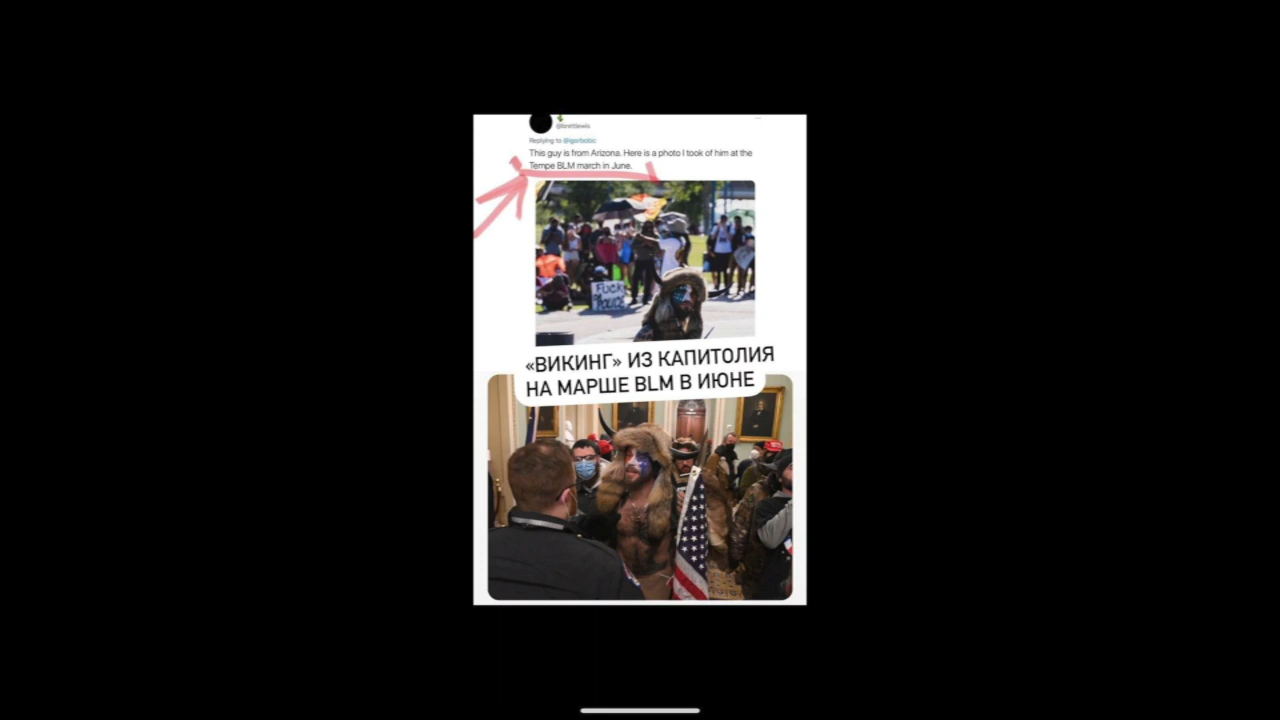 @brettlewis
Replying to @igorbobic
This guy is from Arizona. Here is a photo I took of him at the
Tempe BLM march in June.
FUCK
POLICE
«ВИКИНГ» ИЗ КАПИТОЛИЯ
НА МАРШЕ BLM В ИЮНЕ